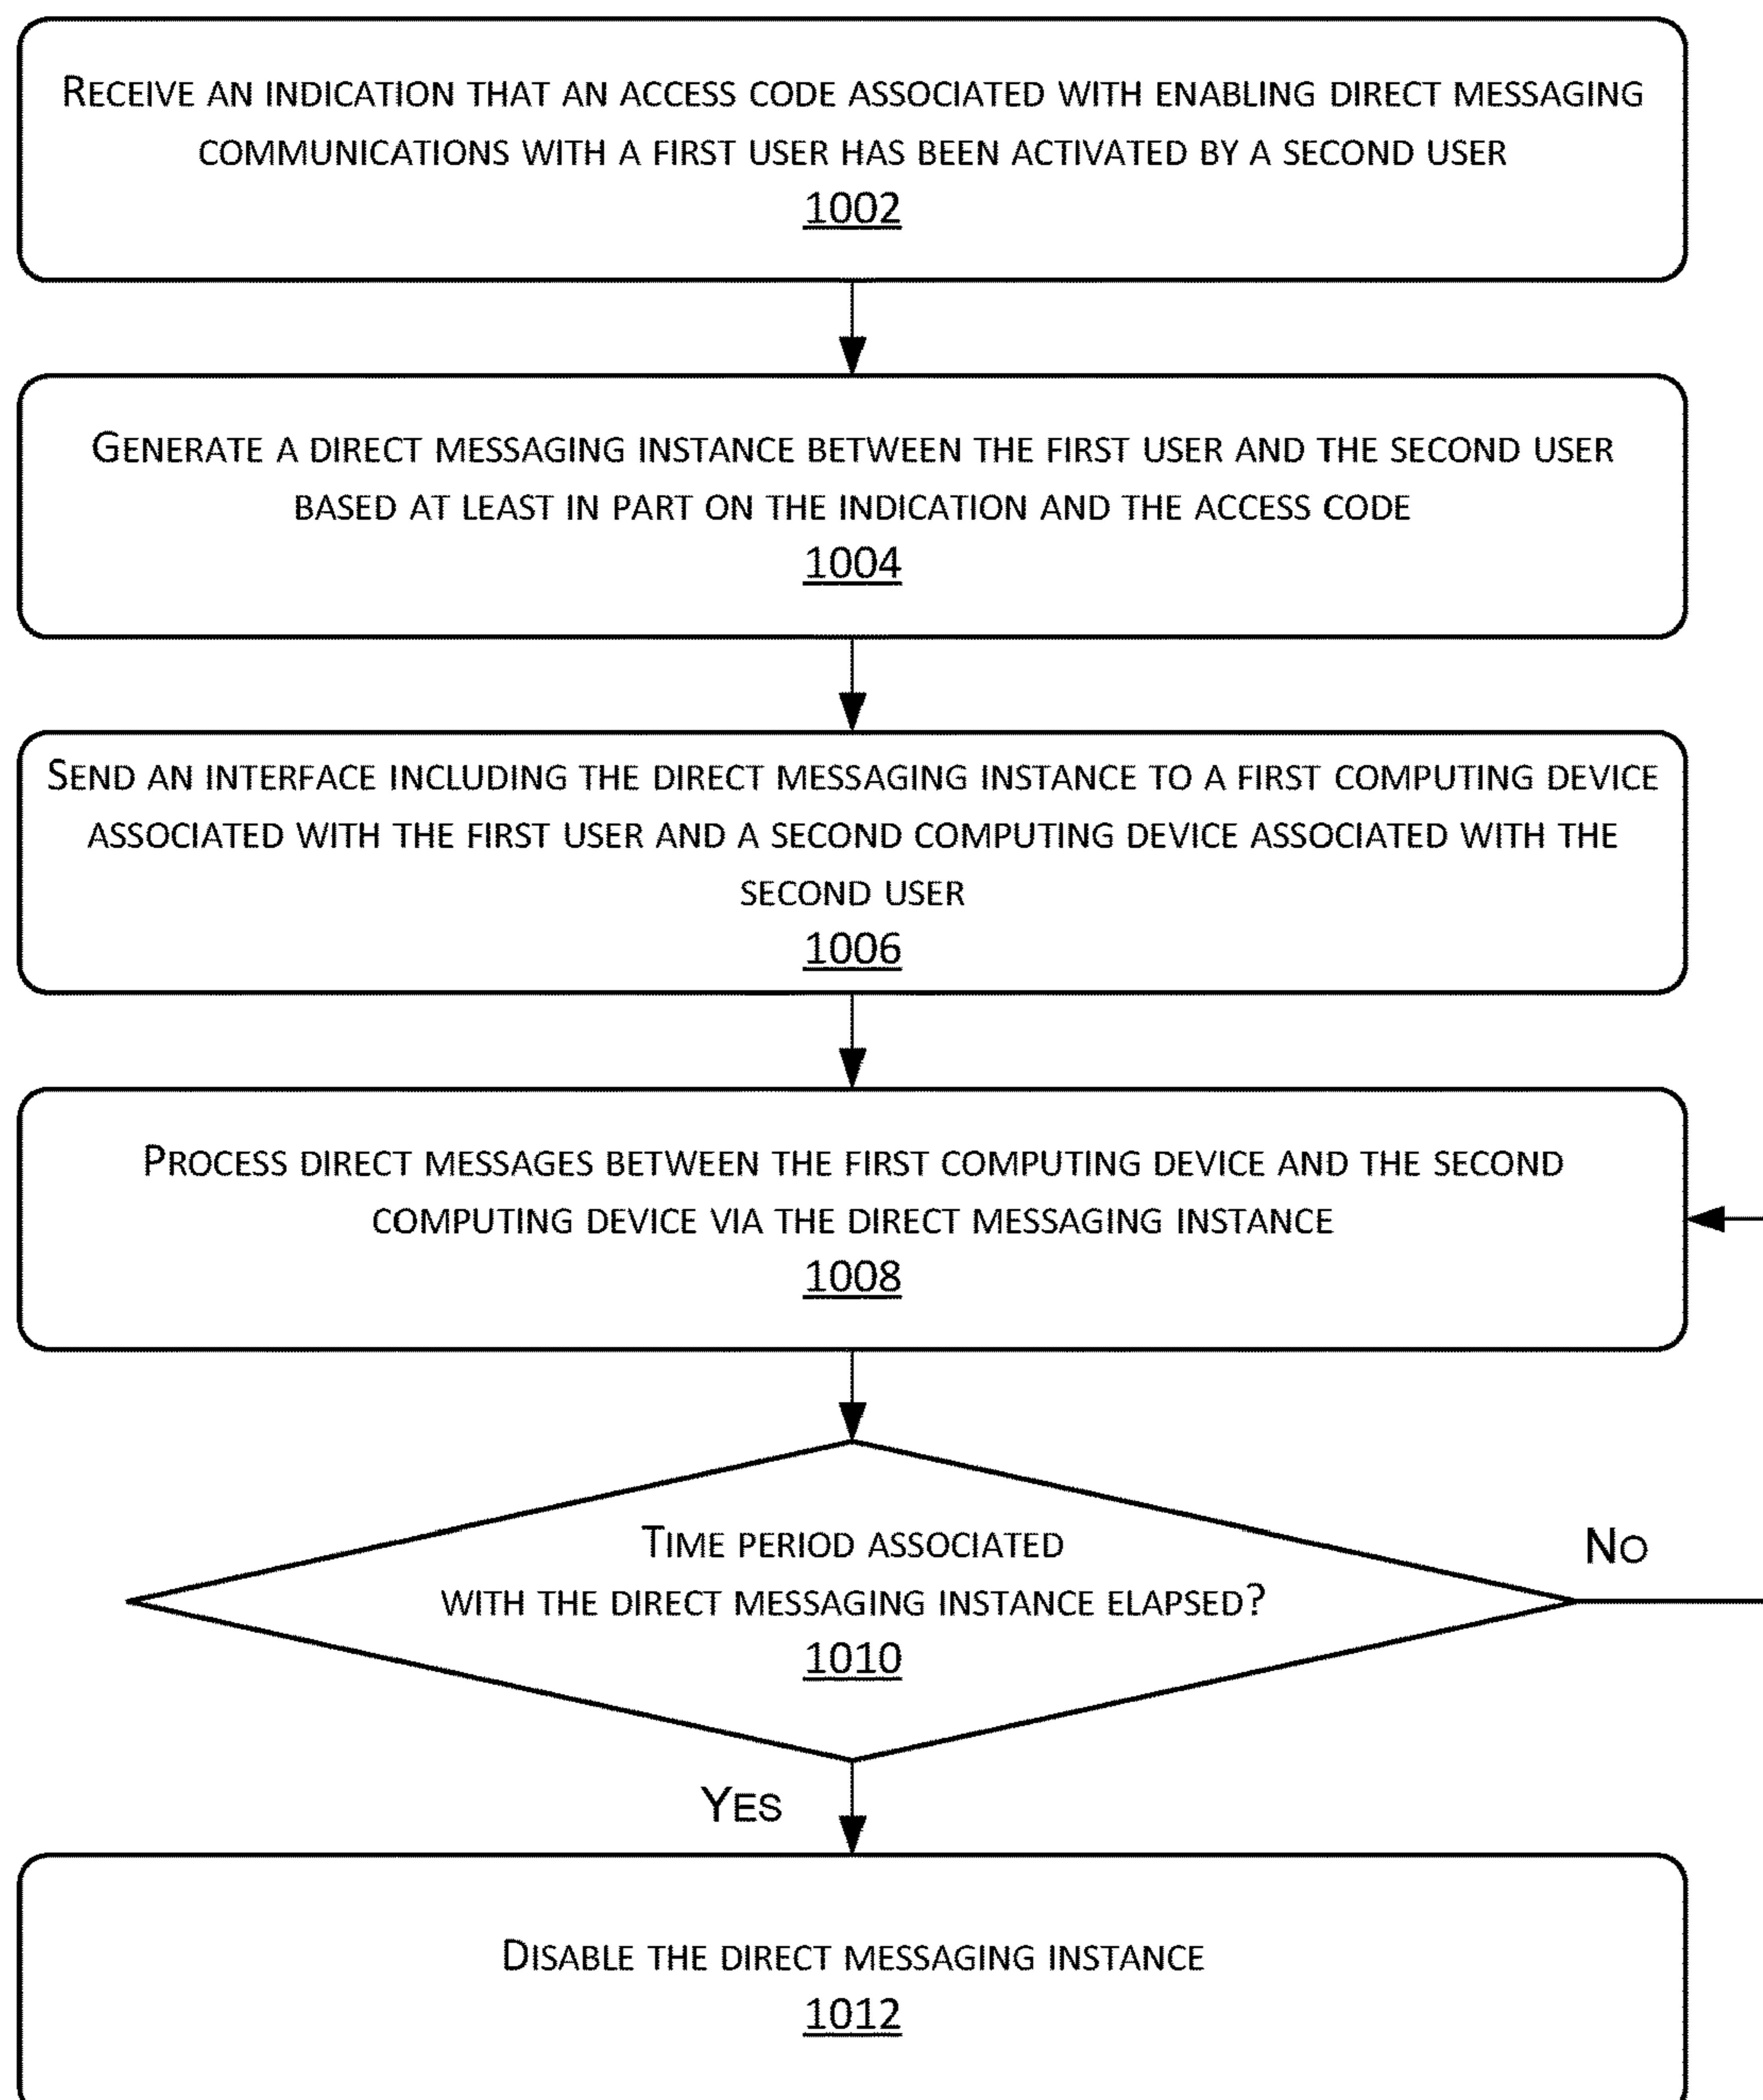 RECEIVE AN INDICATION THAT AN ACCESS CODE ASSOCIATED WITH ENABLING DIRECT MESSAGING
COMMUNICATIONS WITH A FIRST USER HAS BEEN ACTIVATED BY A SECOND USER
1002
GENERATE A DIRECT MESSAGING INSTANCE BETWEEN THE FIRST USER AND THE SECOND USER
BASED AT LEAST IN PART ON THE INDICATION AND THE ACCESS CODE
1004
SEND AN INTERFACE INCLUDING THE DIRECT MESSAGING INSTANCE TO A FIRST COMPUTING DEVICE
ASSOCIATED WITH THE FIRST USER AND A SECOND COMPUTING DEVICE ASSOCIATED WITH THE
SECOND USER
1006
PROCESS DIRECT MESSAGES BETWEEN THE FIRST COMPUTING DEVICE AND THE SECOND
COMPUTING DEVICE VIA THE DIRECT MESSAGING INSTANCE
1008
TIME PERIOD ASSOCIATED
WITH THE DIRECT MESSAGING INSTANCE ELAPSED?
1010
NO
YES
DISABLE THE DIRECT MESSAGING INSTANCE
1012